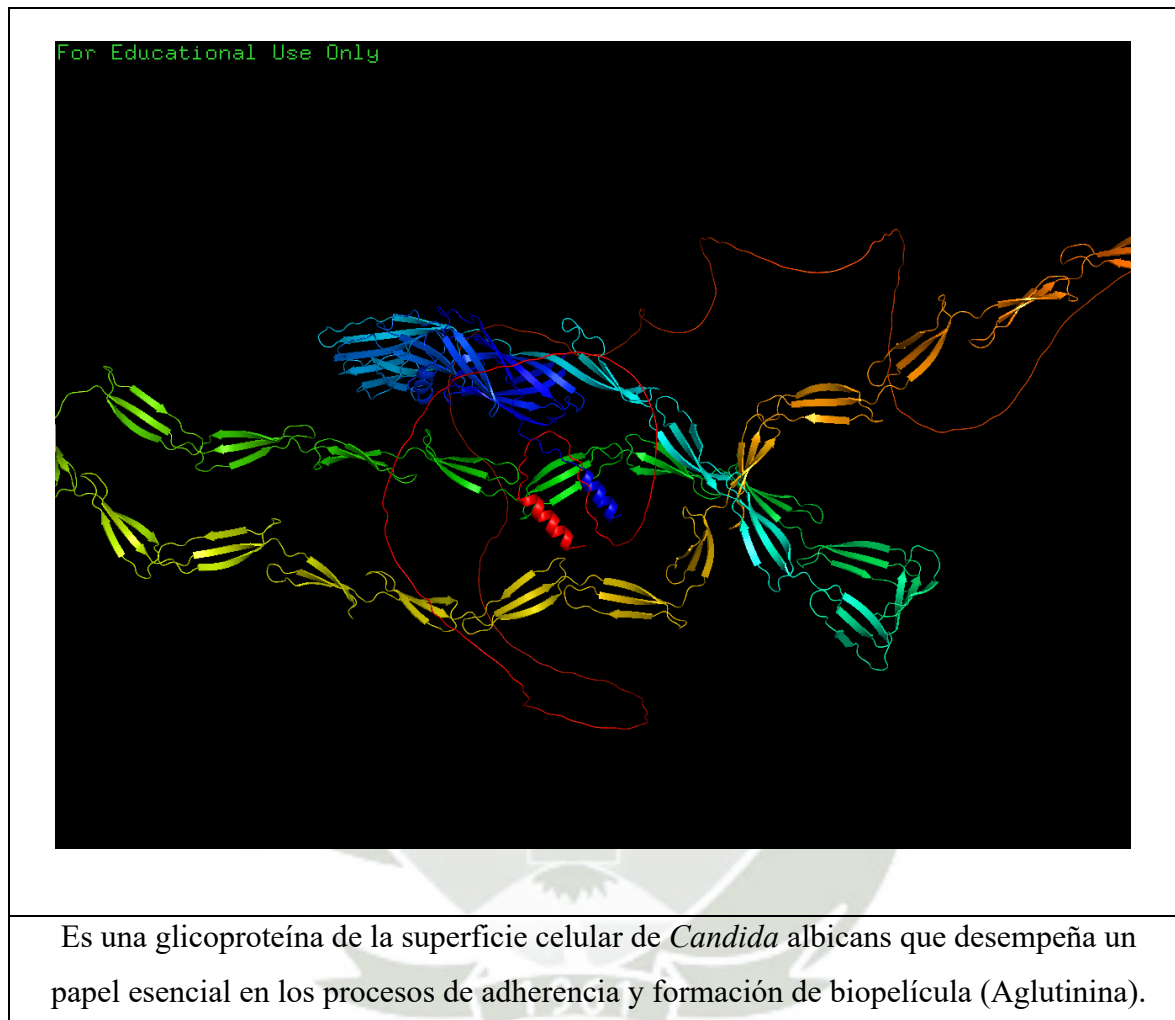 For Educational Use Only
Es una glicoproteína de la superficie celular de Candida albicans que desempeña un
papel esencial en los procesos de adherencia y formación de biopelícula (Aglutinina).